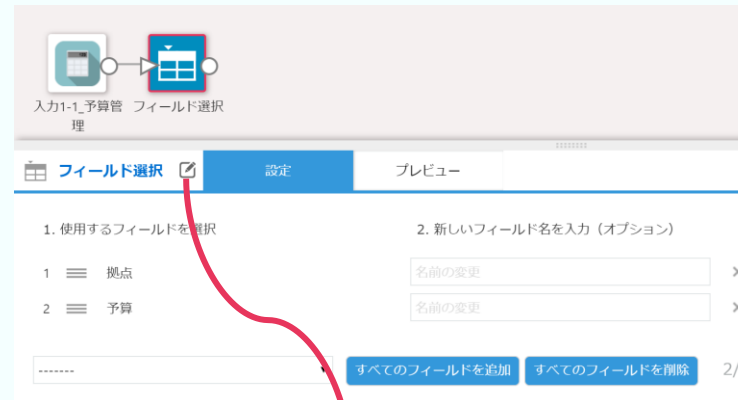 入力1-1_予算管理
フィールド選択
フィールド選択
設定
プレビュー
1. 使用するフィールドを選択
2. 新しいフィールド名を入力（オプション）
1 拠点
名前の変更
2 予算
名前の変更
-------
すべてのフィールドを追加
すべてのフィールドを削除
2/